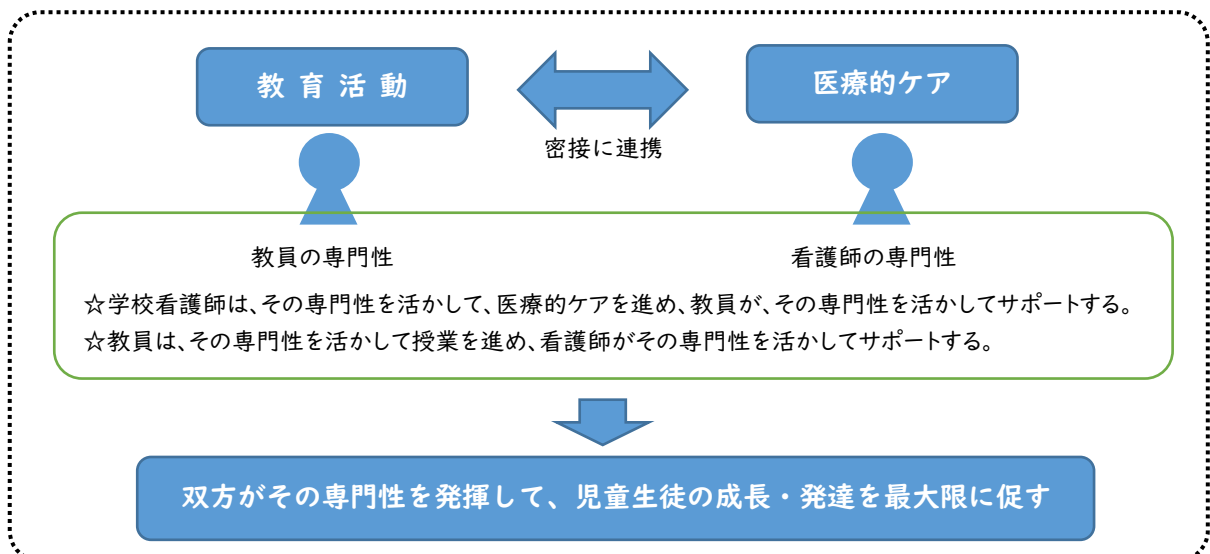 教育活動
医療的ケア
密接に連携
教員の専門性
看護師の専門性
☆学校看護師は、その専門性を活かして、医療的ケアを進め、教員が、その専門性を活かしてサポートする。
☆教員は、その専門性を活かして授業を進め、看護師がその専門性を活かしてサポートする。
双方がその専門性を発揮して、児童生徒の成長・発達を最大限に促す